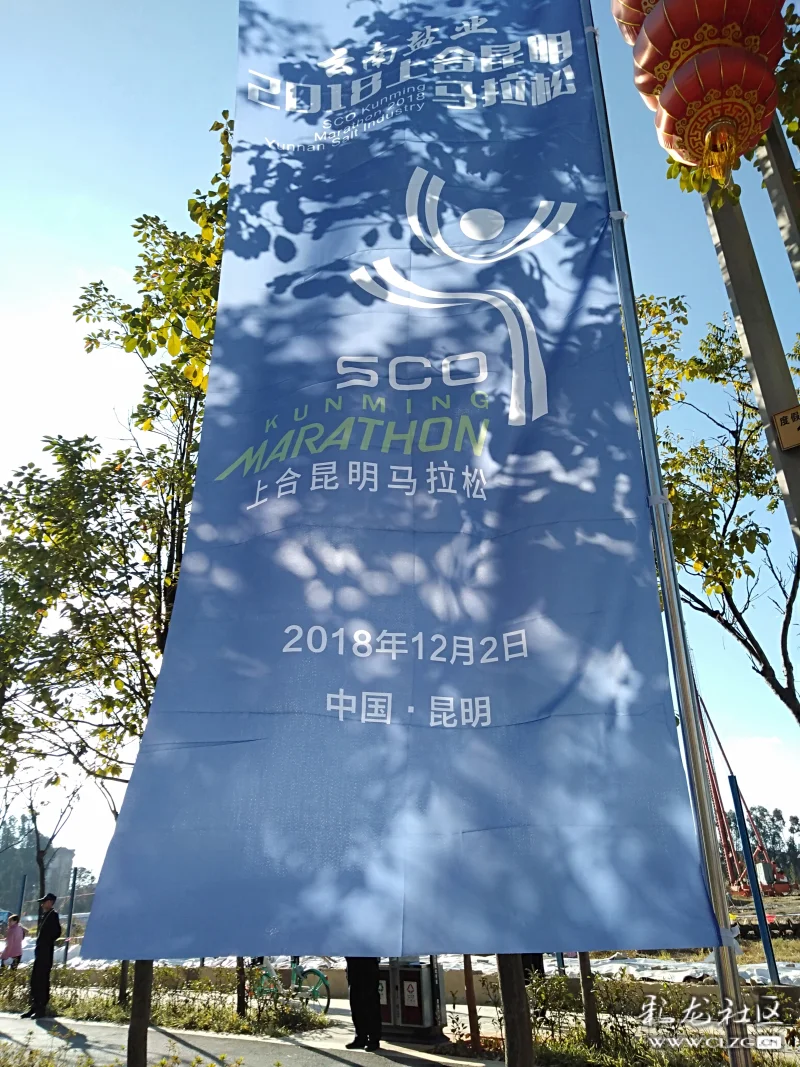 云南盐业
2018上合昆明
马拉松
SCO Kunming
Marathon 2018
Yunnan Salt Industry
SCO
KUNMING
MARATHON
上合昆明马拉松
2018年12月2日
中国·昆明
度假
彩龙社区
www.clzg.cn